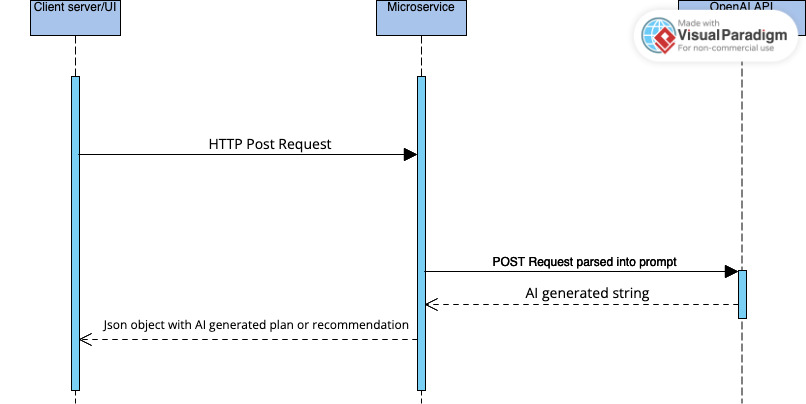 Client server/UI
Microservice
OpenAI API
Made with
Visual Paradigm
For non-commercial use
HTTP Post Request
POST Request parsed into prompt
AI generated string
Json object with AI generated plan or recommendation